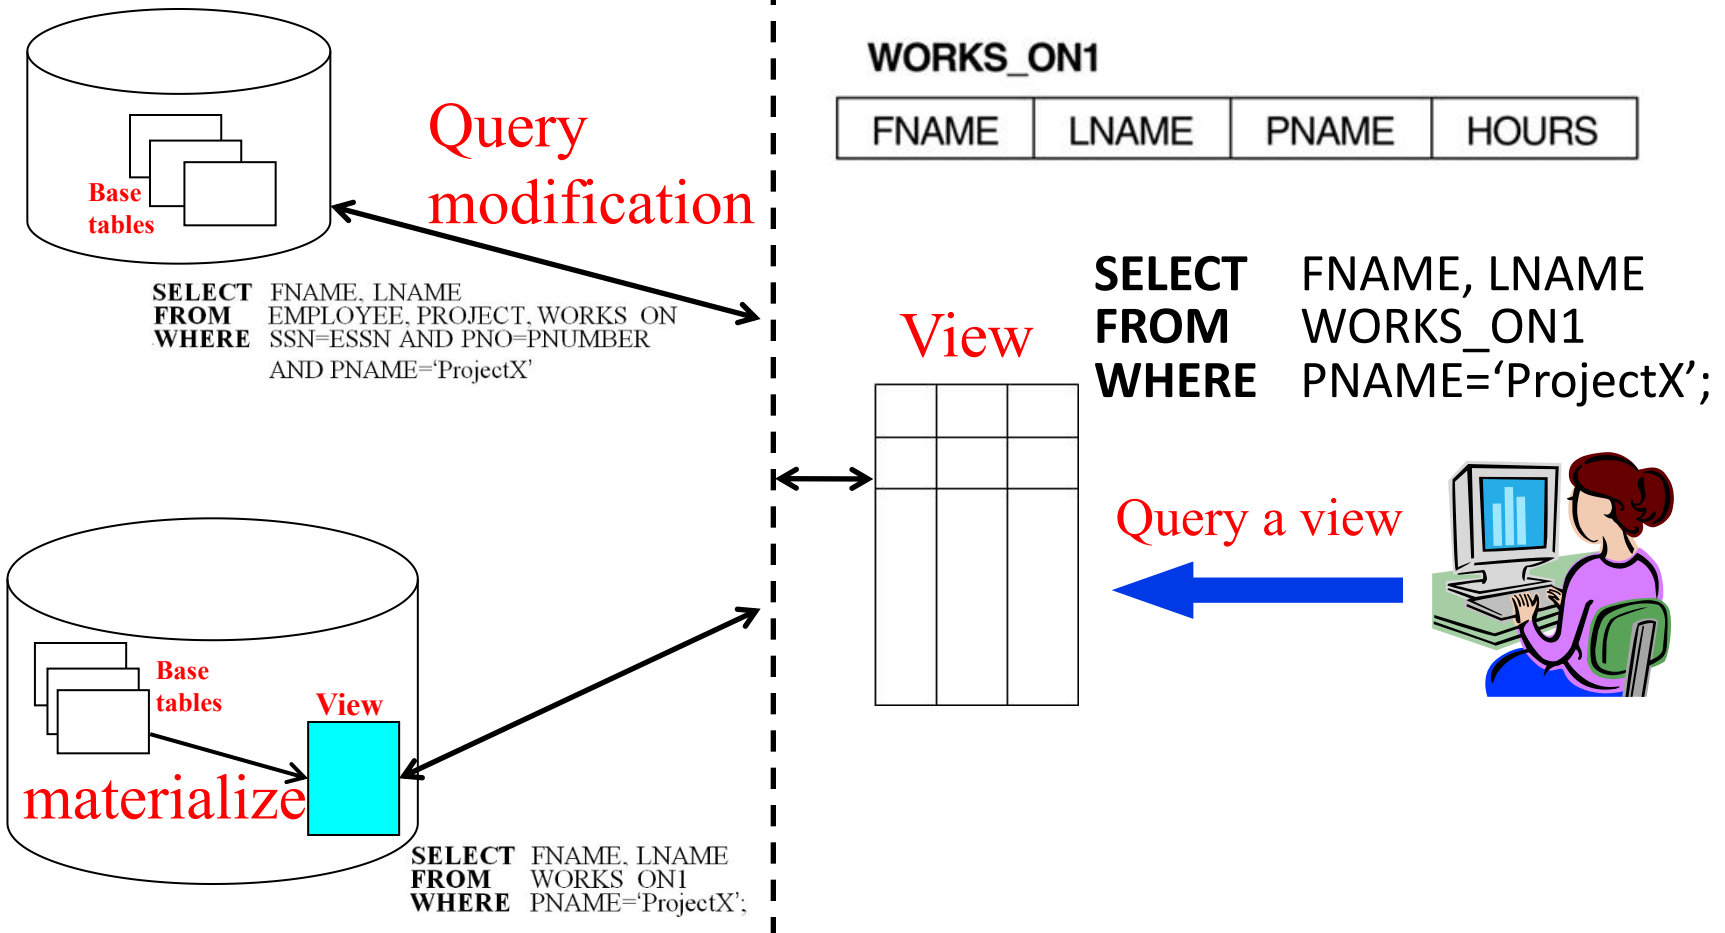 Query
modification
Base
tables
SELECT FNAME, LNAME
FROM EMPLOYEE, PROJECT, WORKS_ON
WHERE SSN=ESSN AND PNO=PNUMBER
AND PNAME=‘ProjectX’
Base
tables
View
materialize
SELECT FNAME, LNAME
FROM WORKS_ON1
WHERE PNAME=‘ProjectX’;
WORKS_ON1
FNAME LNAME PNAME HOURS
SELECT FNAME, LNAME
FROM WORKS_ON1
WHERE PNAME=‘ProjectX’;
View
Query a view